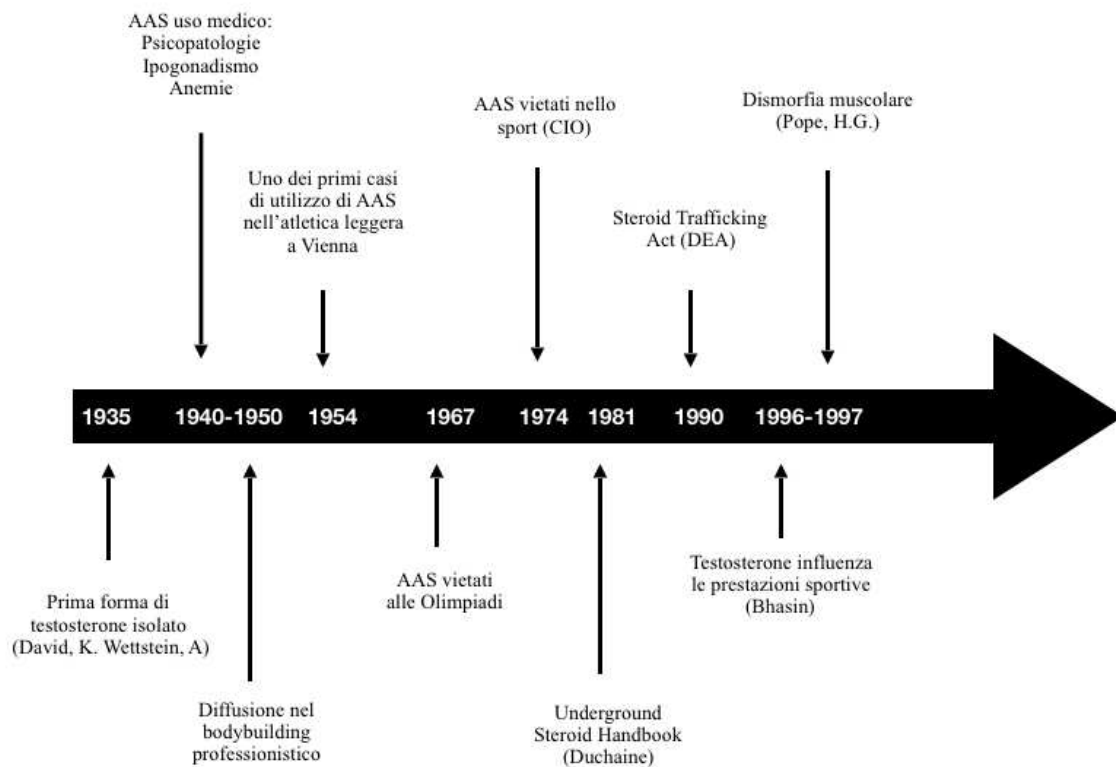 AAS uso medico:
Psicopatologie
Ipogonadismo
Anemie
Uno dei primi casi
di utilizzo di AAS
nell'atletica leggera
a Vienna
AAS vietati nello
sport (CIO)
Steroid Trafficking
Act (DEA)
Dismorfia muscolare
(Pope, H.G.)
1935 1940-1950 1954 1967 1974 1981 1990 1996-1997
Prima forma di
testosterone isolato
(David, K. Wettstein, A)
Diffusione nel
bodybuilding
professionistico
AAS vietati
alle Olimpiadi
Underground
Steroid Handbook
(Duchaine)
Testosterone influenza
le prestazioni sportive
(Bhasin)